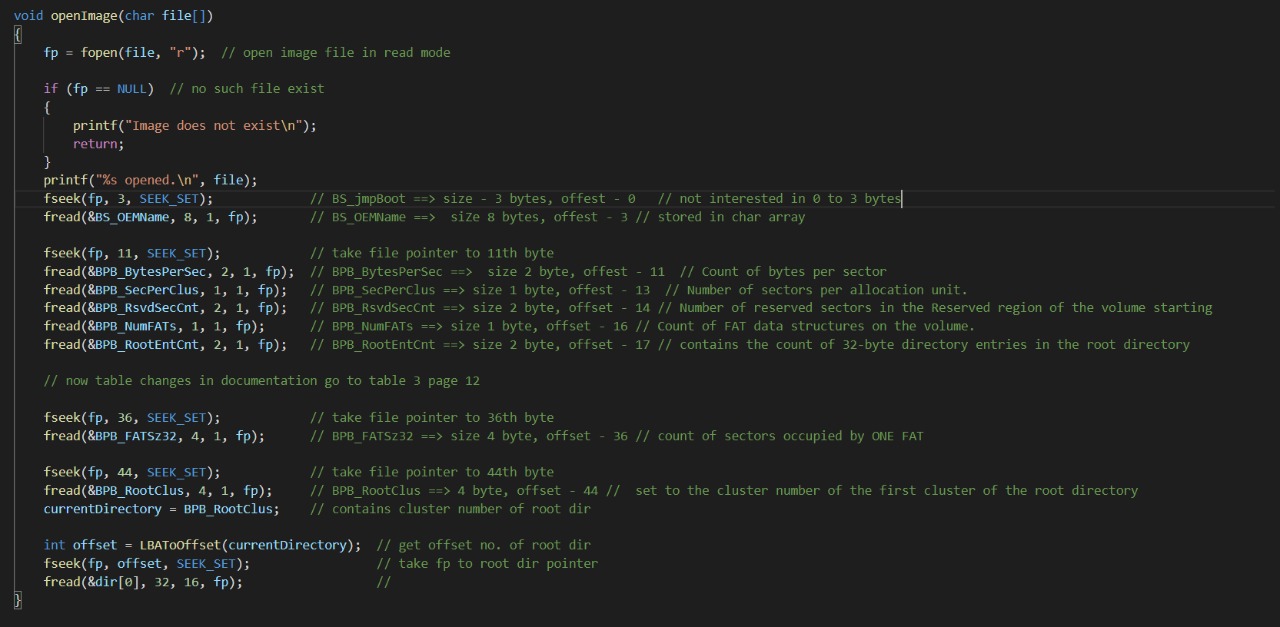 void openImage(char file[])
{
    fp = fopen(file, "r");  // open image file in read mode

    if (fp == NULL)  // no such file exist
    {
        printf("Image does not exist\n");
        return;
    }
    printf("%s opened.\n", file);
    fseek(fp, 3, SEEK_SET);             // BS_jmpBoot ==> size - 3 bytes, offest - 0   // not interested in 0 to 3 bytes
    fread(&BS_OEMName, 8, 1, fp);       // BS_OEMName ==>  siZe 8 bytes, offest - 3 // stored in char array

    fseek(fp, 11, SEEK_SET);            // take file pointer to 11th byte
    fread(&BPB_BytesPerSec, 2, 1, fp);  // BPB_BytesPerSec ==>  size 2 byte, offest - 11  // Count of bytes per sector
    fread(&BPB_SecPerClus, 1, 1, fp);   // BPB_SecPerClus ==> size 1 byte, offest - 13  // Number of sectors per allocation unit.
    fread(&BPB_RsvdSecCnt, 2, 1, fp);   // BPB_RsvdSecCnt ==> size 2 byte, offset - 14 // Number of reserved sectors in the Reserved region of the volume starting
    fread(&BPB_NumFATs, 1, 1, fp);      // BPB_NumFATs ==> size 1 byte, offset - 16 // Count of FAT data structures on the volume.
    fread(&BPB_RootEntCnt, 2, 1, fp);   // BPB_RootEntCnt ==> size 2 byte, offset - 17 // contains the count of 32-byte directory entries in the root directory

    // now table changes in documentation go to table 3 page 12

    fseek(fp, 36, SEEK_SET);            // take file pointer to 36th byte
    fread(&BPB_FATSz32, 4, 1, fp);      // BPB_FATSz32 ==> size 4 byte, offset - 36 // count of sectors occupied by ONE FAT

    fseek(fp, 44, SEEK_SET);            // take file pointer to 44th byte
    fread(&BPB_RootClus, 4, 1, fp);     // BPB_RootClus ==> 4 byte, offset - 44 //  set to the cluster number of the first cluster of the root directory
    currentDirectory = BPB_RootClus;    // contains cluster number of root dir

    int offset = LBAToOffset(currentDirectory);  // get offset no. of root dir
    fseek(fp, offset, SEEK_SET);                 // take fp to root dir pointer
    fread(&dir[0], 32, 16, fp);                  //
}